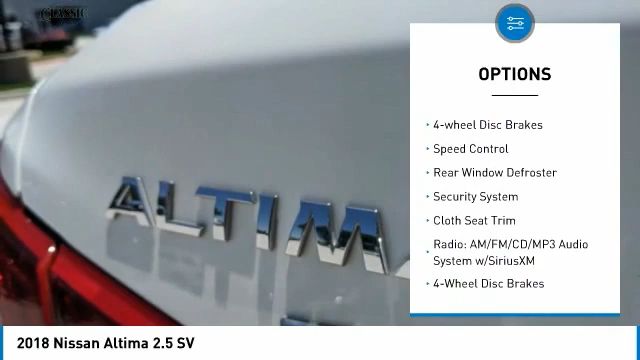 CLASSIC
OPTIONS
4-wheel Disc Brakes
Speed Control
Rear Window Defroster
Security System
Cloth Seat Trim
Radio: AM/FM/CD/MP3 Audio
System w/SiriusXM
4-Wheel Disc Brakes
ALTIMA
2018 Nissan Altima 2.5 SV